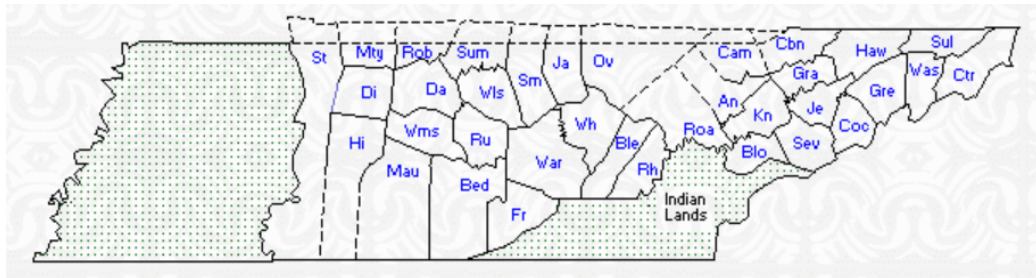 St
Mty
Rob
Sum
Sm
Ja
Ov
Cam
Cbn
Haw
Sul
Di
Da
Wls
An
Gra
Kn
Je
Gre
Was
Ctr
Hi
Wms
Ru
War
Wh
Ble
Rh
Roa
Blo
Sev
Coc
Mau
Bed
Fr
Indian
Lands